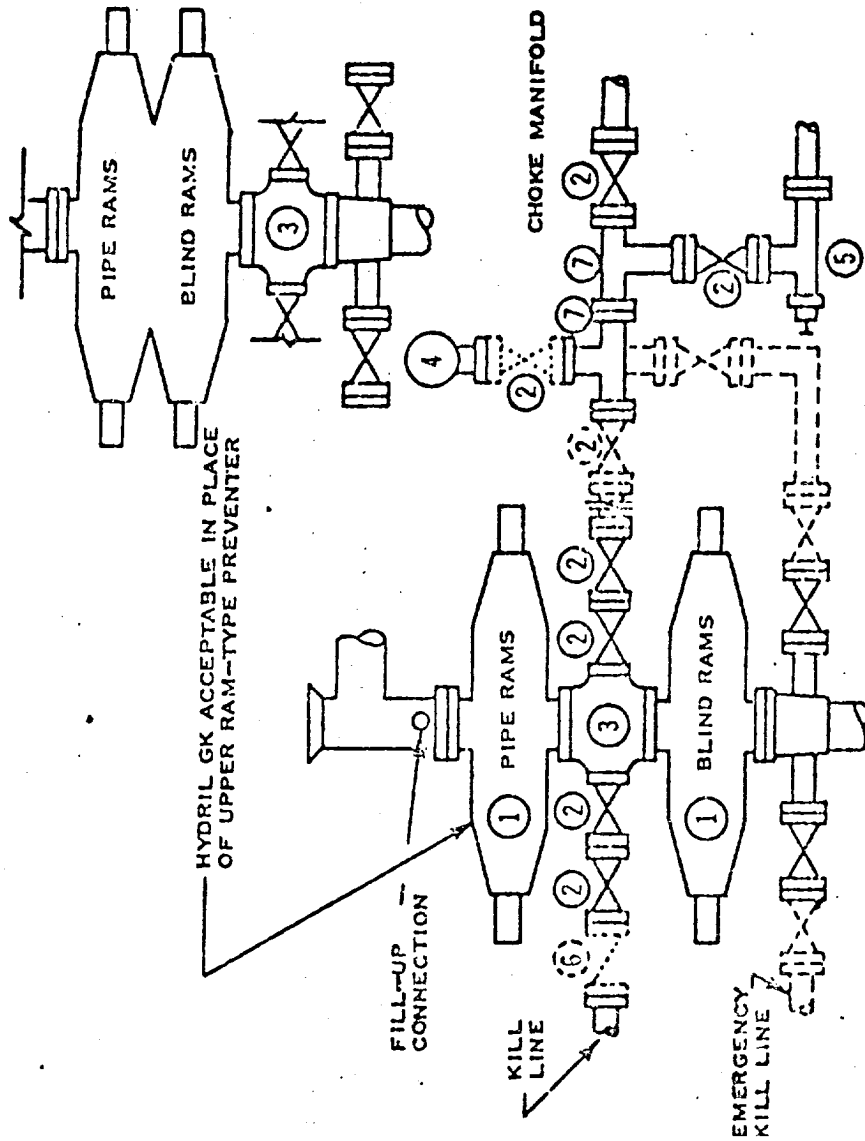 HYDRIL GK ACCEPTABLE IN PLACE
OF UPPER RAM-TYPE PREVENTER
PIPE RAMS
BLIND RAMS
3
FILL-UP
CONNECTION
1
PIPE RAMS
4
2
KILL
LINE
6
2
2
3
2
2
2
7
7
2
CHOKE MANIFOLD
2
5
1
BLIND RAMS
EMERGENCY
KILL LINE